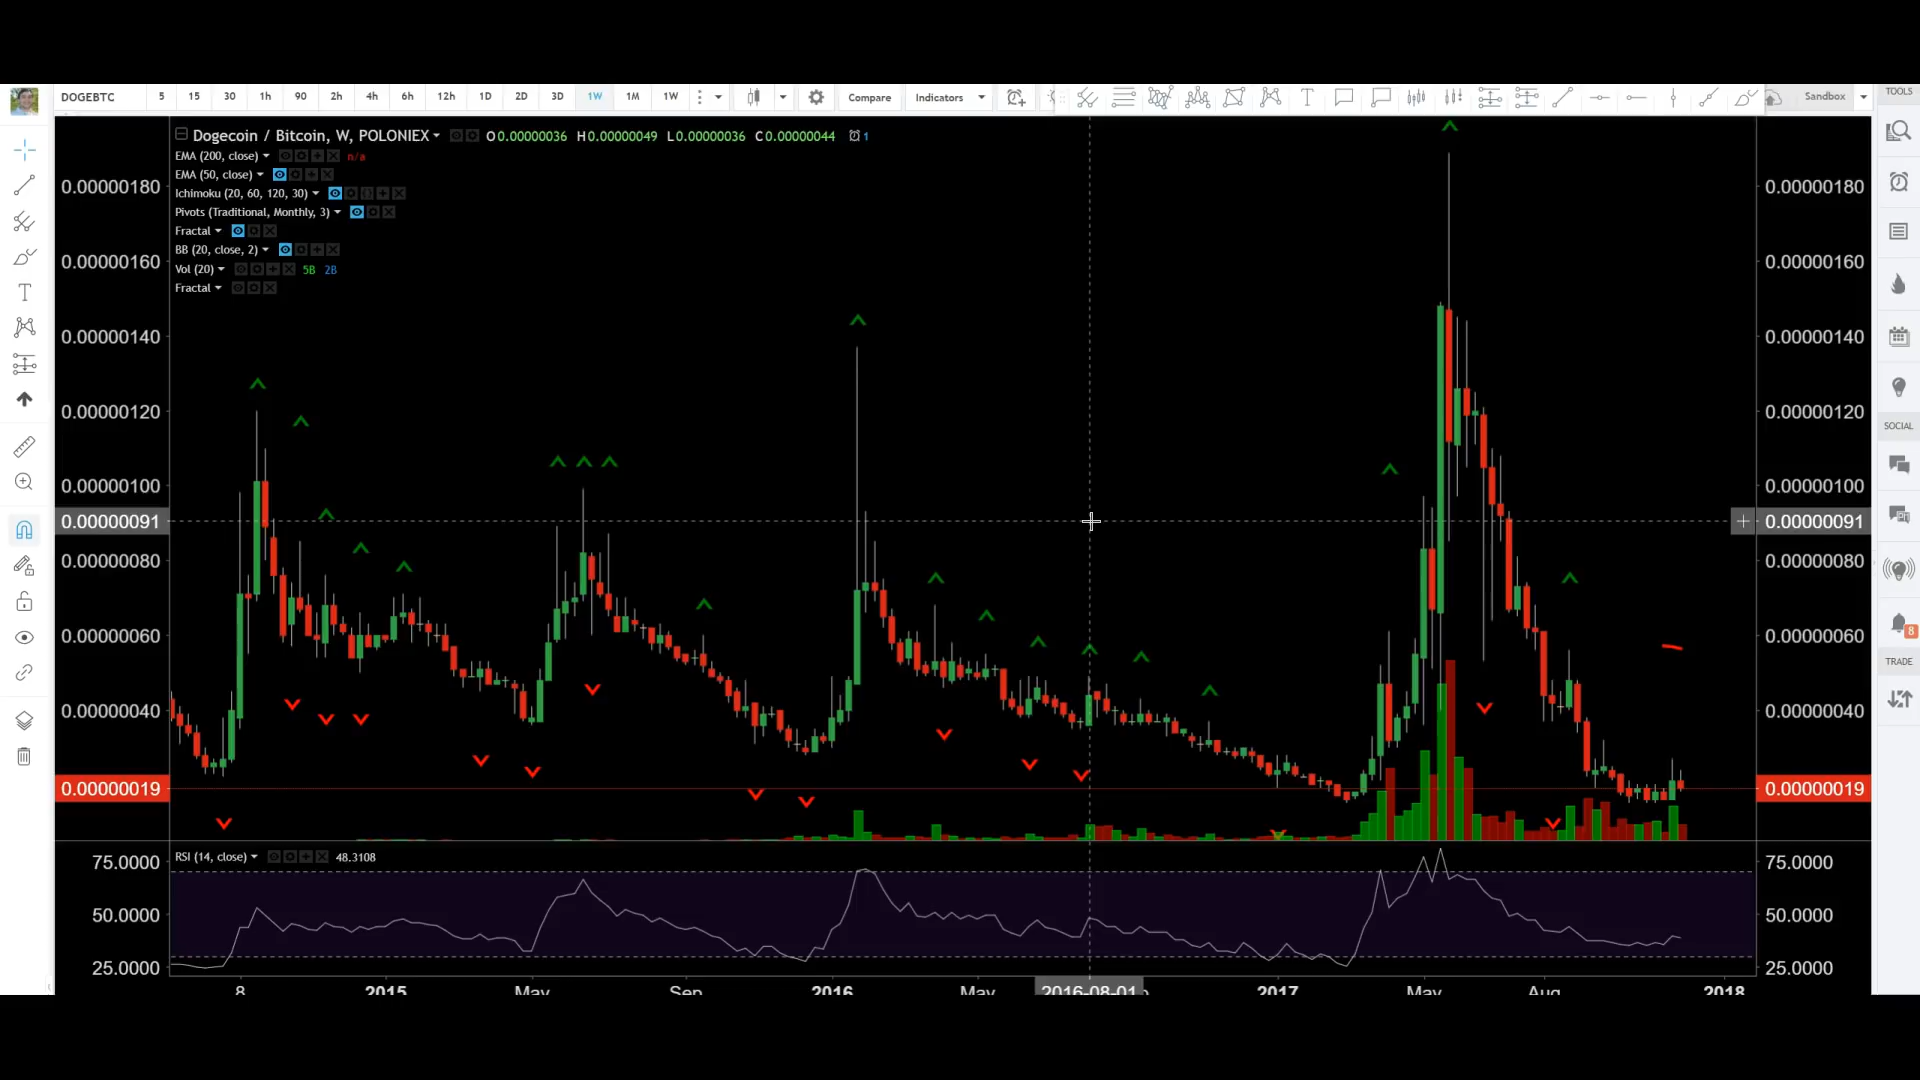 DOGEBTC 5 15 30 1h 90 2h 4h 6h 12h 1D 2D 3D 1W 1M 1W Compare Indicators Sandbox TOOLS
Dogecoin / Bitcoin, W, POLONIEX O 0.00000036 H 0.00000049 L 0.00000036 C 0.00000044 1
EMA (200, close) n/a
EMA (50, close)
Ichimoku (20, 60, 120, 30)
Pivots (Traditional, Monthly, 3)
Fractal
BB (20, close, 2)
Vol (20) 5B 2B
Fractal
0.00000180 0.00000180
0.00000160 0.00000160
0.00000140 0.00000140
0.00000120 0.00000120
SOCIAL
0.00000100 0.00000100
0.00000091 0.00000091
0.00000080 0.00000080
0.00000060 0.00000060
8
TRADE
0.00000040 0.00000040
0.00000019 0.00000019
RSI (14, close) 48.3108
75.0000 75.0000
50.0000 50.0000
25.0000 25.0000
8 2015 May Sep 2016 May 2016-08-01 2017 May Aug 2018